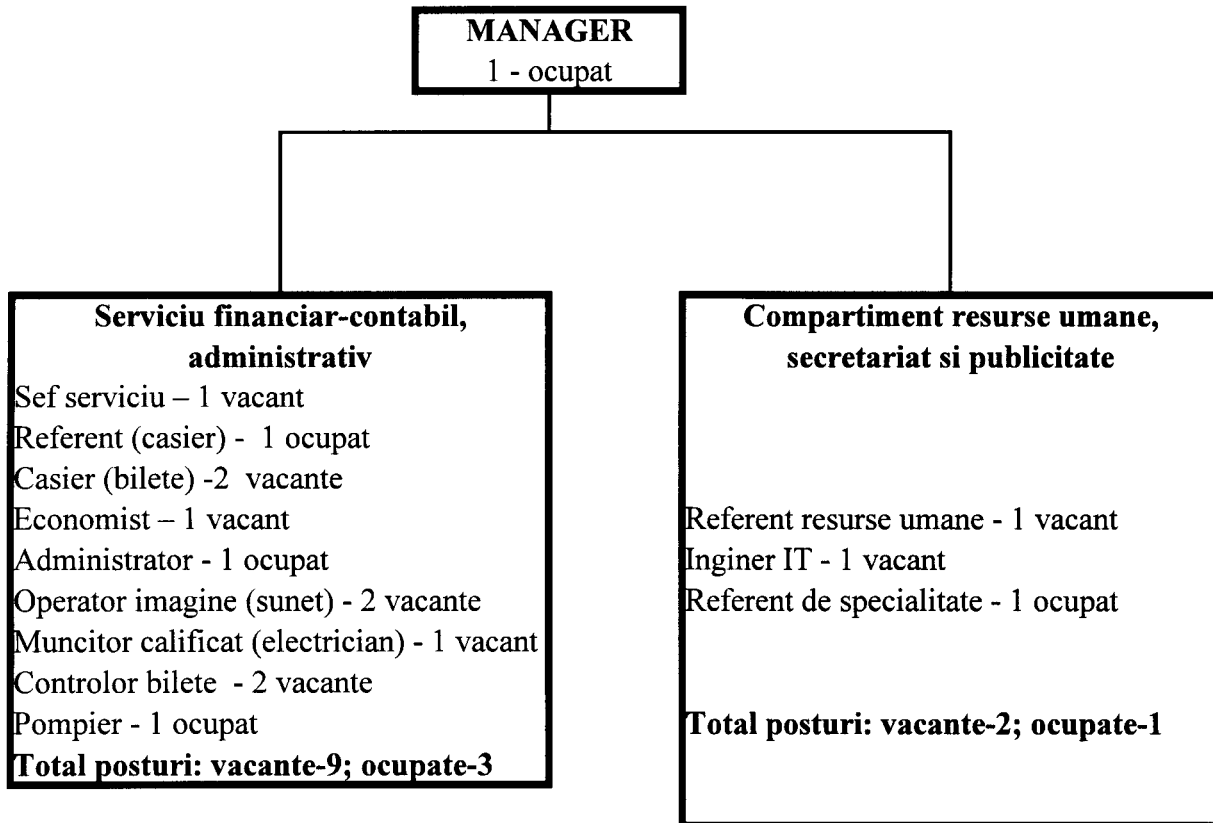 MANAGER
1 - ocupat
Serviciu financiar-contabil,
administrativ
Sef serviciu – 1 vacant
Referent (casier) -  1 ocupat
Casier (bilete) -2  vacante
Economist – 1 vacant
Administrator - 1 ocupat
Operator imagine (sunet) - 2 vacante
Muncitor calificat (electrician) - 1 vacant
Controlor bilete  - 2 vacante
Pompier - 1 ocupat
Total posturi: vacante-9; ocupate-3
Compartiment resurse umane,
secretariat si publicitate
Referent resurse umane - 1 vacant
Inginer IT - 1 vacant
Referent de specialitate - 1 ocupat
Total posturi: vacante-2; ocupate-1